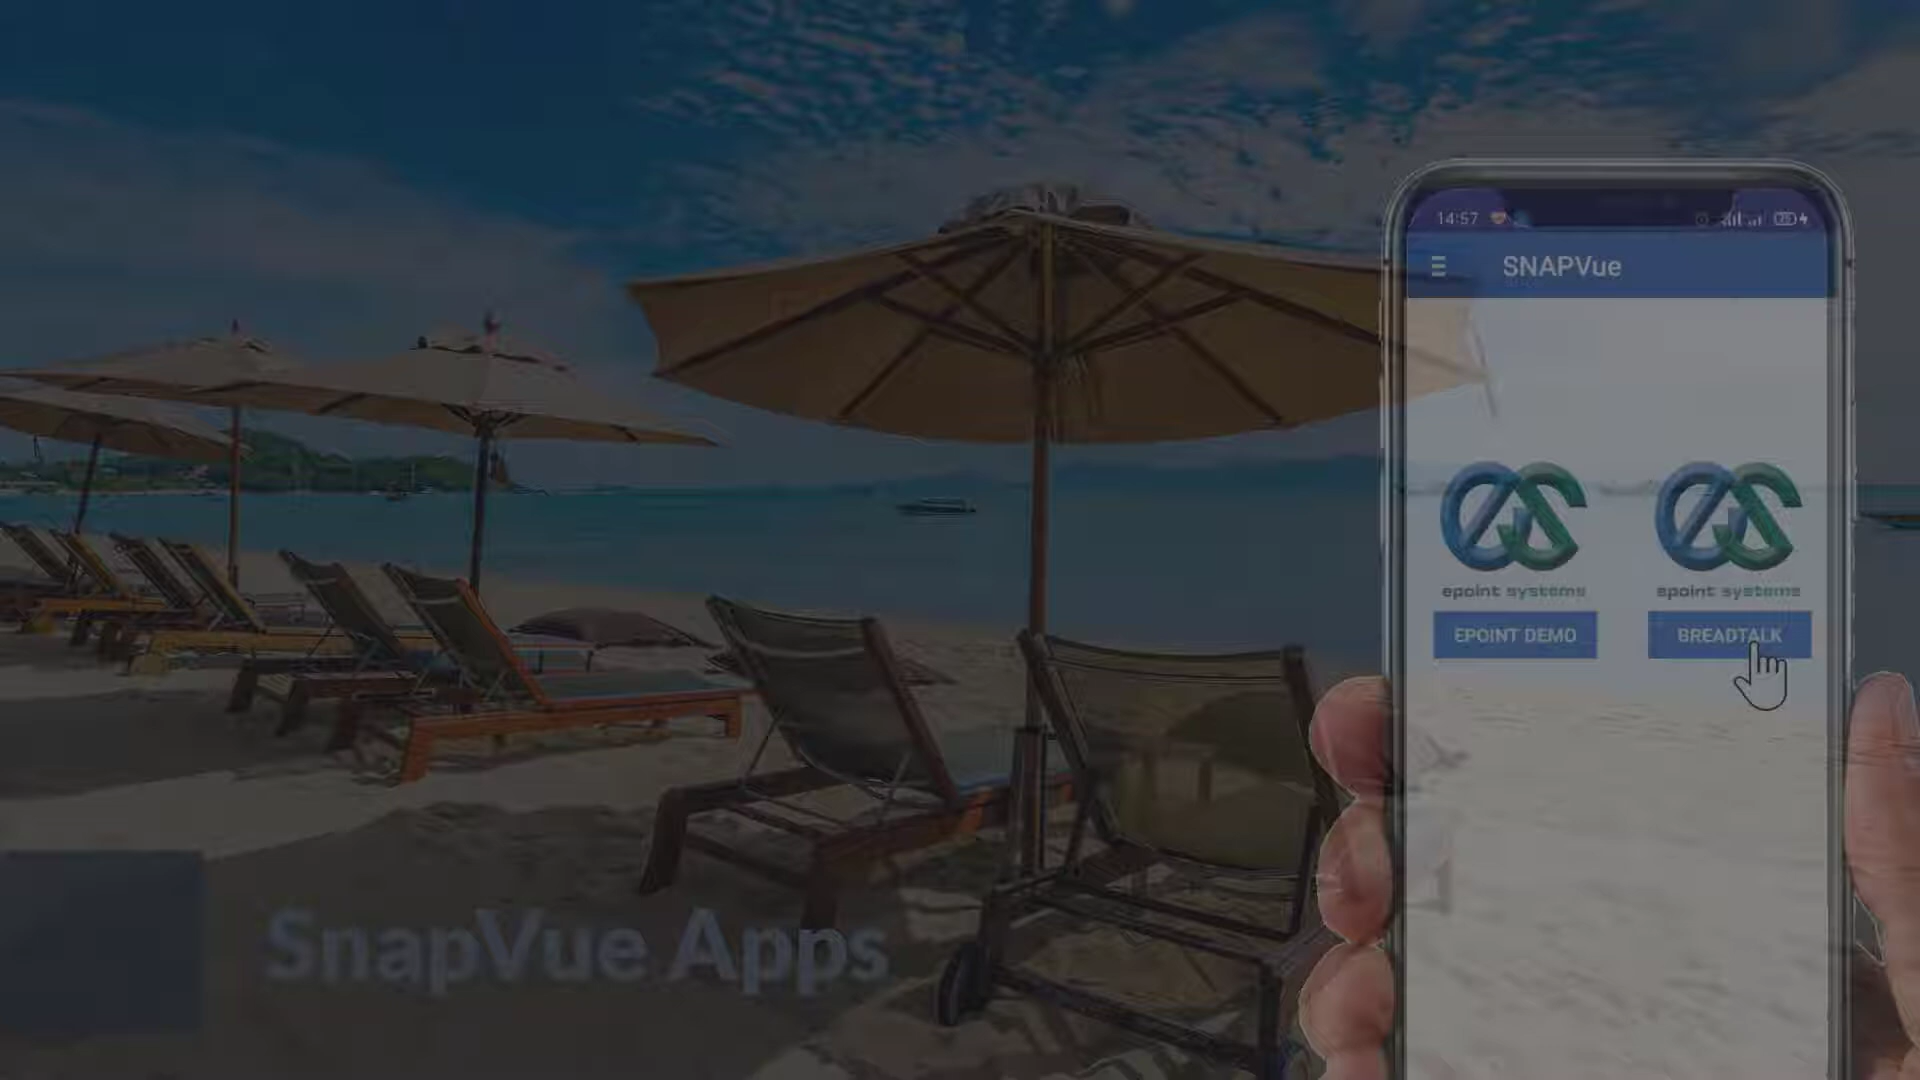 14:57
SNAPVue
epoint systems
epoint systems
EPOINT DEMO
BREADTALK
SnapVue Apps